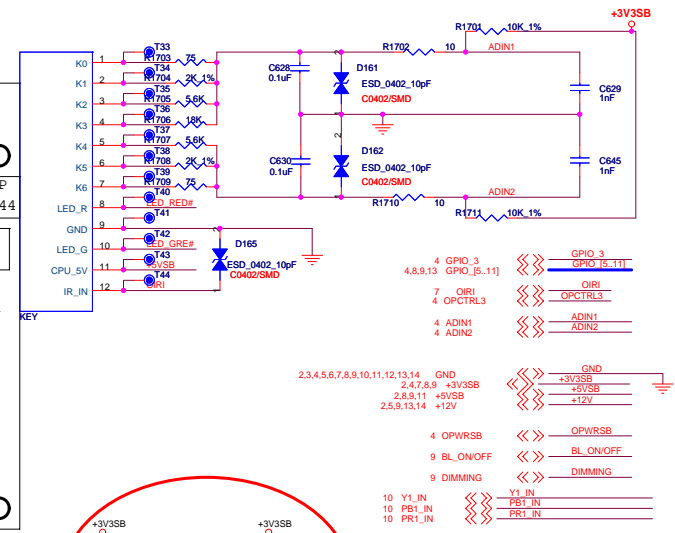 +3V3SB
R1701 10K_1%
T33
R1702 10 ADIN1
K0 1 R1703 75
T34
C628 0.1uF
D161
K1 2 R1704 2K_1%
T35
ESD_0402_10pF
C629 1nF
K2 3 R1705 5.6K
C0402/SMD
T36
K3 4 R1706 18K
T37
K4 5 R1707 5.6K
T38
D162
K5 6 R1708 2K_1%
C630 0.1uF
C645 1nF
T39
ESD_0402_10pF
K6 7 R1709 75
C0402/SMD
T40
R1710 10 ADIN2
LED_R 8 LED_RED#
T41
R1711 10K_1%
GND 9
T42
LED_G 10 LED_GRE#
D165
T43
CPU_5V 11 +5VSB
ESD_0402_10pF
C0402/SMD
T44
IR_IN 12 OIRI
KEY
P
44
4 GPIO_3 GPIO_3
4,8,9,13 GPIO_[5..11] GPIO_[5..11]
7 OIRI OIRI
4 OPCTRL3 OPCTRL3
4 ADIN1 ADIN1
4 ADIN2 ADIN2
2,3,4,5,6,7,8,9,10,11,12,13,14 GND GND
2,4,7,8,9 +3V3SB +3V3SB
2,8,9,11 +5VSB +5VSB
2,5,9,13,14 +12V +12V
4 OPWRSB OPWRSB
9 BL_ON/OFF BL_ON/OFF
9 DIMMING DIMMING
10 Y1_IN Y1_IN
10 PB1_IN PB1_IN
10 PR1_IN PR1_IN
+3V3SB +3V3SB